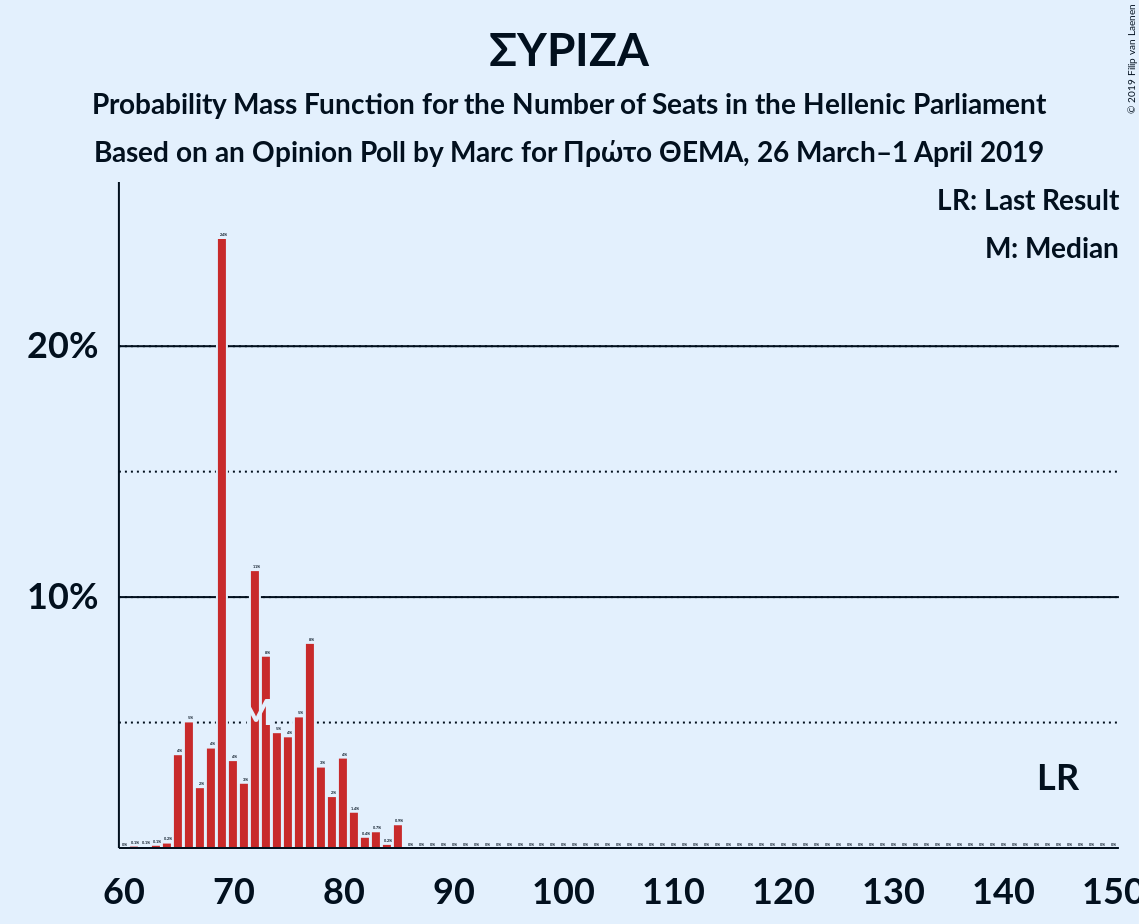 ΣΥΡΙΖΑ
Probability Mass Function for the Number of Seats in the Hellenic Parliament
Based on an Opinion Poll by Marc for Πρώτο ΘΕΜΑ, 26 March–1 April 2019
© 2019 Filip van Laenen
LR: Last Result
M: Median
20%
10%
M
LR
60 70 80 90 100 110 120 130 140 150